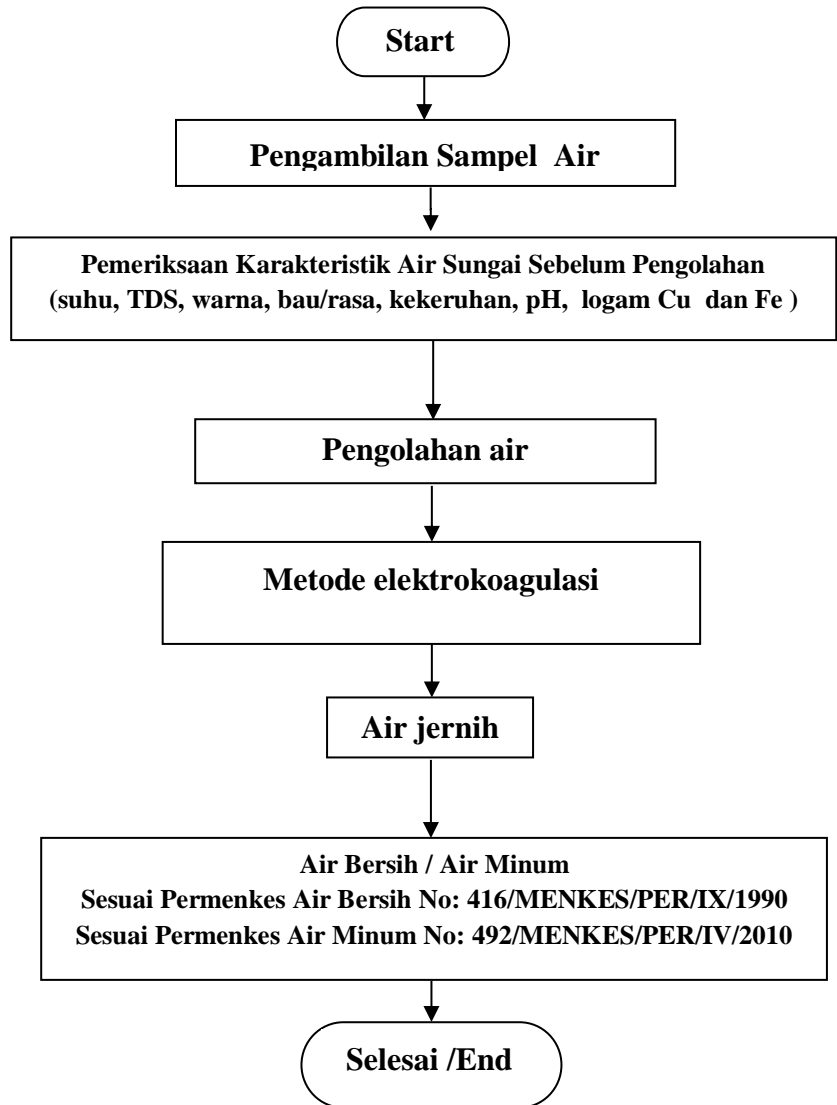 Start
Pengambilan Sampel Air
Pemeriksaan Karakteristik Air Sungai Sebelum Pengolahan
(suhu, TDS, warna, bau/rasa, kekeruhan, pH, logam Cu dan Fe )
Pengolahan air
Metode elektrokoagulasi
Air jernih
Air Bersih / Air Minum
Sesuai Permenkes Air Bersih No: 416/MENKES/PER/IX/1990
Sesuai Permenkes Air Minum No: 492/MENKES/PER/IV/2010
Selesai /End